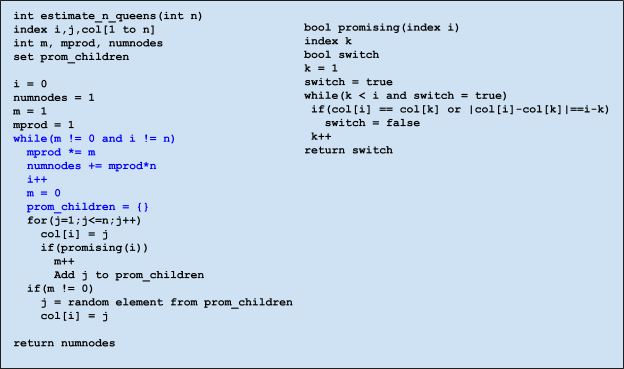 int estimate_n_queens(int n)
index i,j,col[1 to n]
int m, mprod, numnodes
set prom_children
i = 0
numnodes = 1
m = 1
mprod = 1
while(m != 0 and i != n)
mprod *= m
numnodes += mprod*n
i++
m = 0
prom_children = {}
for(j=1;j<=n;j++)
col[i] = j
if(promising(i))
m++
Add j to prom_children
if(m != 0)
j = random element from prom_children
col[i] = j
return numnodes
bool promising(index i)
index k
bool switch
k = 1
switch = true
while(k < i and switch = true)
if(col[i] == col[k] or |col[i]-col[k]|==i-k)
switch = false
k++
return switch